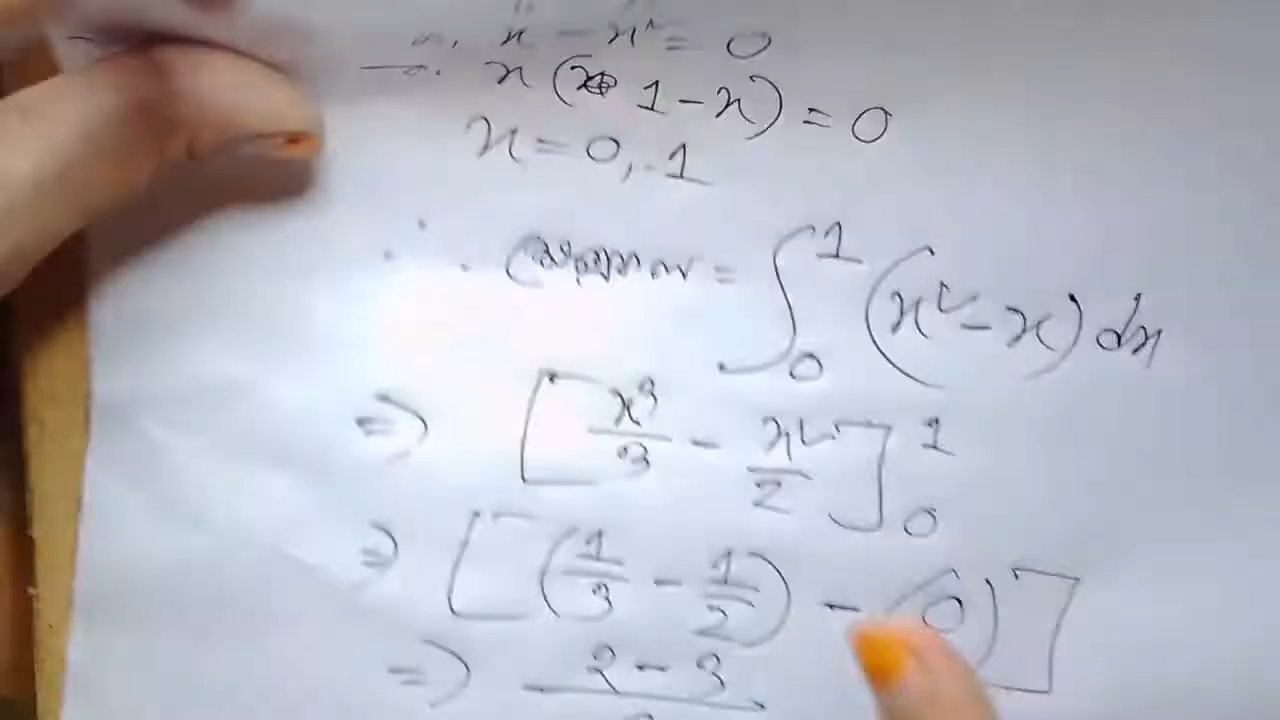 x - x² = 0
x (1 - x) = 0
x = 0, 1
∴ = ∫₀¹ (x² - x) dx
⇒ [x³/3 - x²/2]₀¹
⇒ [(1/3 - 1/2) - (0)]
⇒ 2 - 3